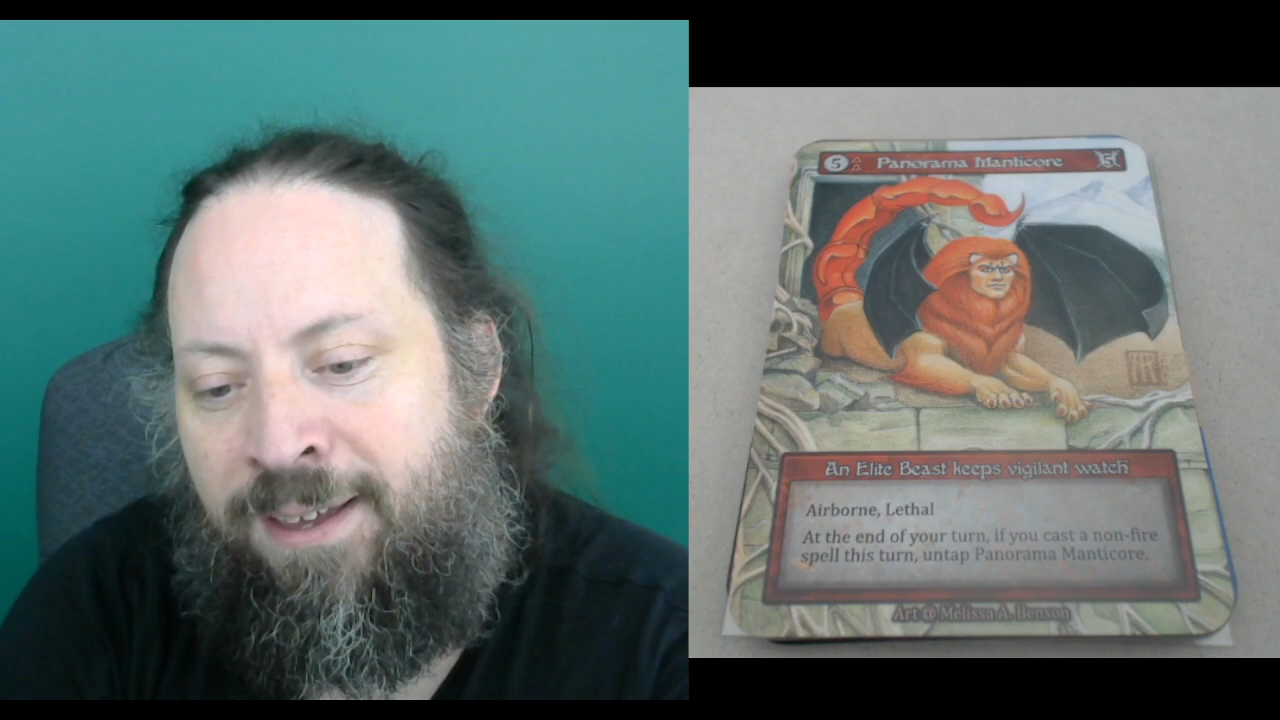 5 Panorama Manticore 5
An Elite Beast keeps vigilant watch
Airborne, Lethal
At the end of your turn, if you cast a non-fire
spell this turn, untap Panorama Manticore.
Art @ Melissa A. Benson